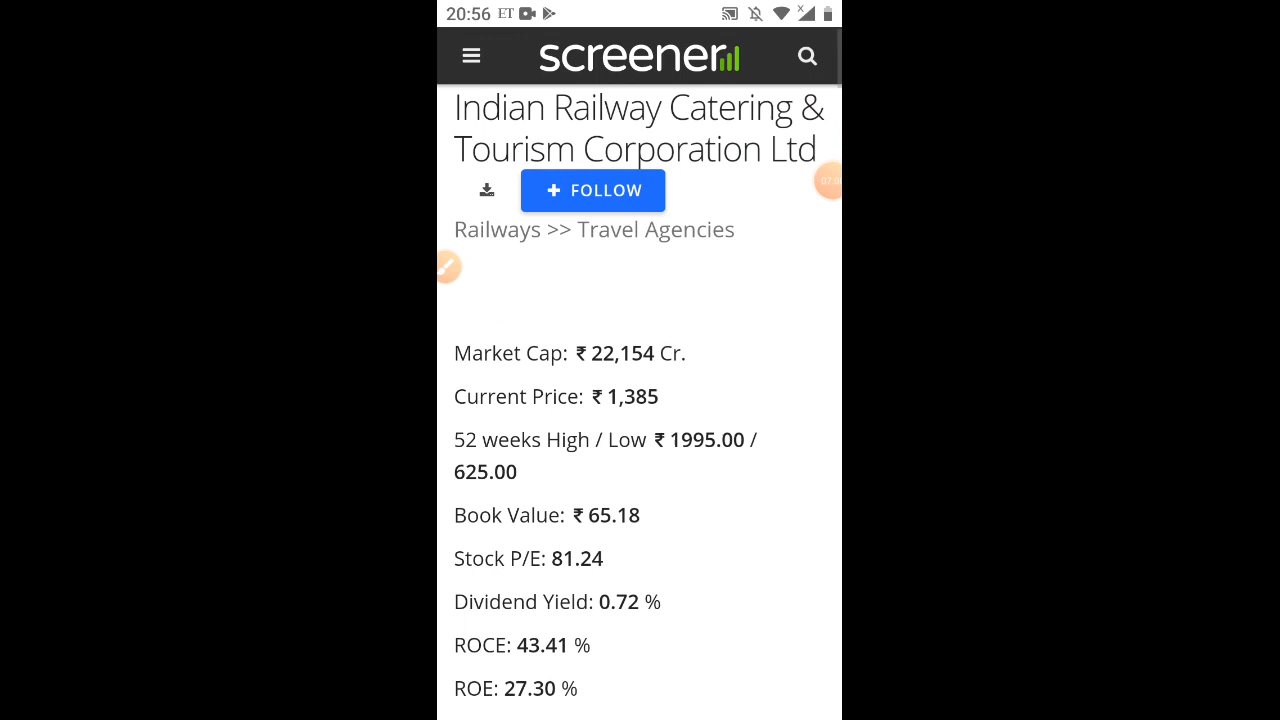 20:56 ET
screener
Indian Railway Catering &
Tourism Corporation Ltd
+ FOLLOW
07:0
Railways >> Travel Agencies
Market Cap: ₹ 22,154 Cr.
Current Price: ₹ 1,385
52 weeks High / Low ₹ 1995.00 /
625.00
Book Value: ₹ 65.18
Stock P/E: 81.24
Dividend Yield: 0.72 %
ROCE: 43.41 %
ROE: 27.30 %